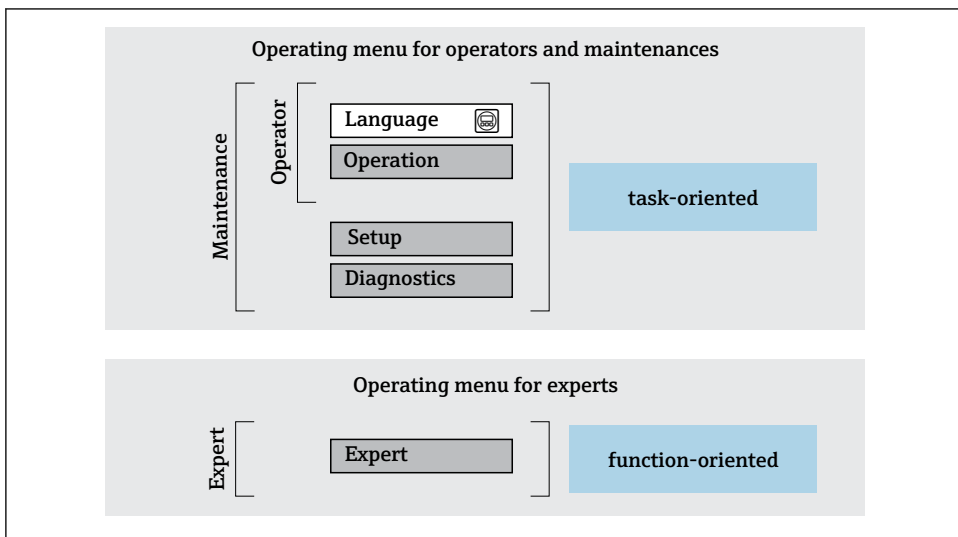 Operating menu for operators and maintenances
Maintenance
Operator
Language
Operation
Setup
Diagnostics
task-oriented
Operating menu for experts
Expert
Expert
function-oriented